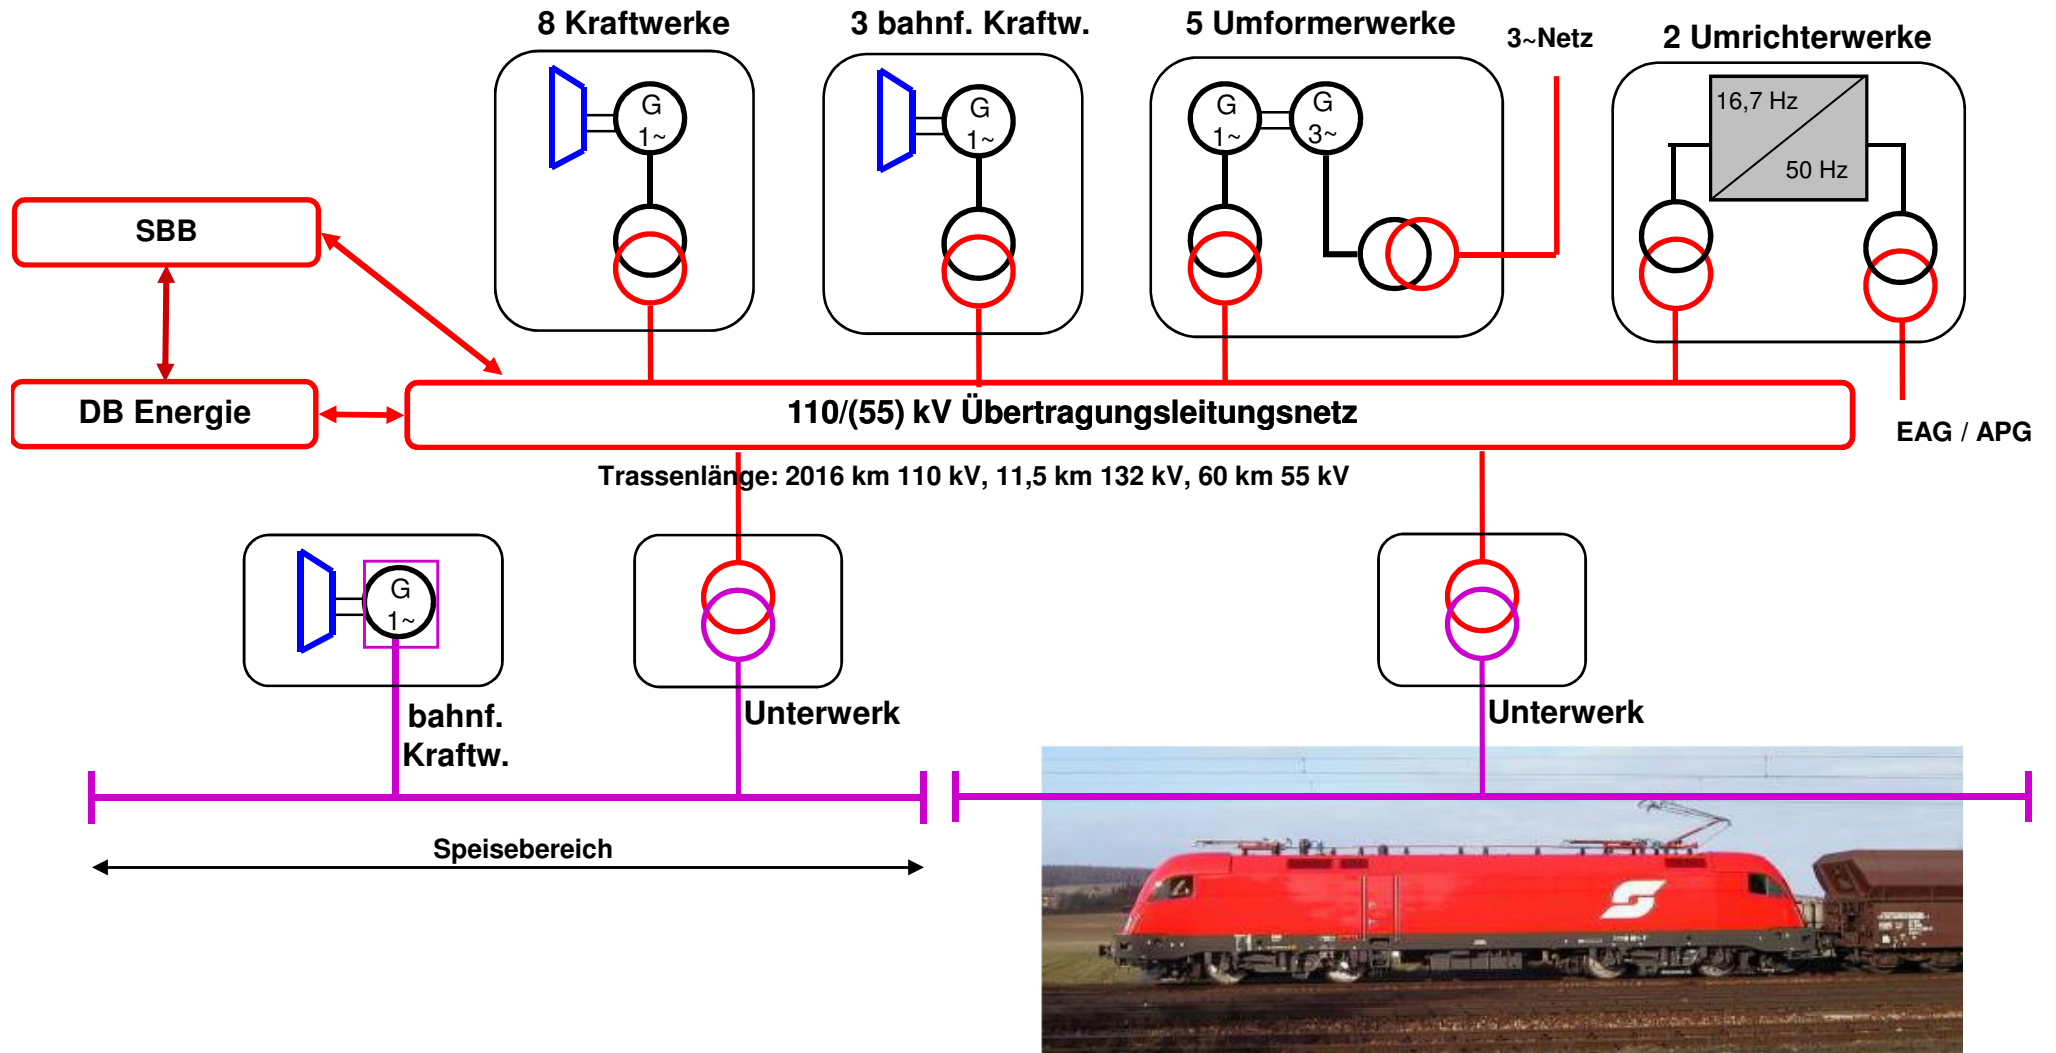 8 Kraftwerke
3 bahnf. Kraftw.
5 Umformerwerke
3~Netz
2 Umrichterwerke
G
1~
G
1~
G
1~
G
3~
16,7 Hz
50 Hz
SBB
DB Energie
110/(55) kV Übertragungsleitungsnetz
EAG / APG
Trassenlänge: 2016 km 110 kV, 11,5 km 132 kV, 60 km 55 kV
G
1~
bahnf.
Kraftw.
Unterwerk
Unterwerk
Speisebereich